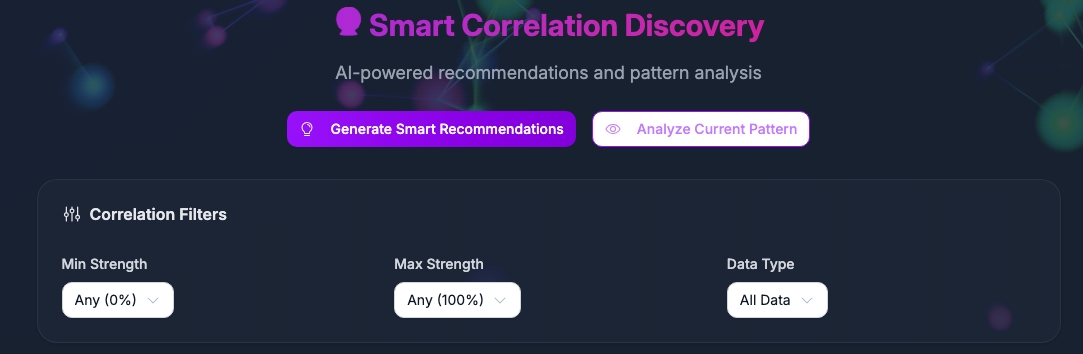 Smart Correlation Discovery
AI-powered recommendations and pattern analysis
Generate Smart Recommendations
Analyze Current Pattern
Correlation Filters
Min Strength
Max Strength
Data Type
Any (0%)
Any (100%)
All Data